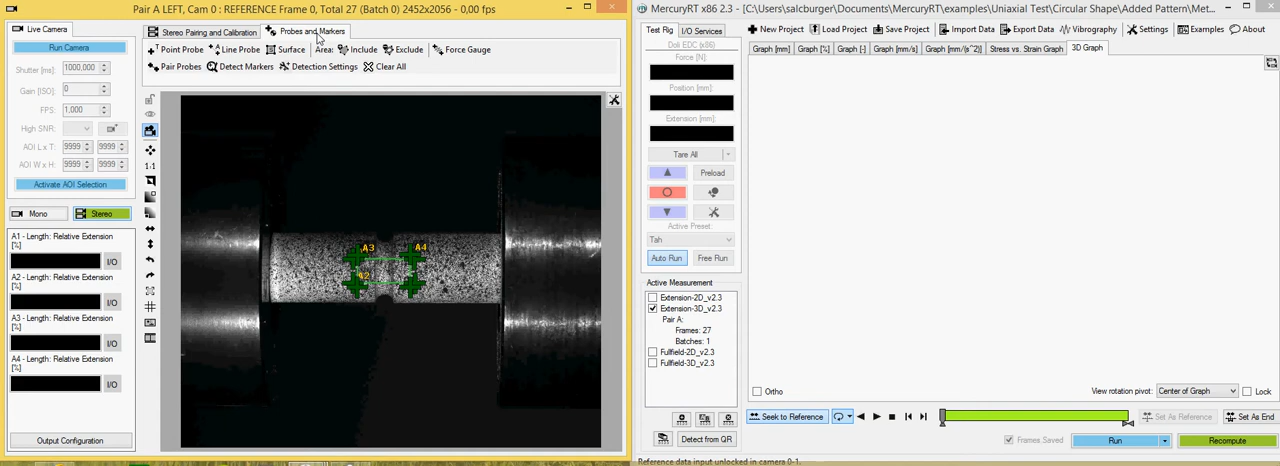 Pair A LEFT, Cam 0 : REFERENCE Frame 0, Total 27 (Batch 0) 2452x2056 - 0,00 fps
Live Camera
Stereo Pairing and Calibration
Probes and Markers
Run Camera
Point Probe
Line Probe
Surface
Area:
Include
Exclude
Force Gauge
Pair Probes
Detect Markers
Detection Settings
Clear All
Shutter [ms]
1000,000
Gain [ISO]
0
FPS:
1,000
High SNR:
AOI L x T:
9999
9999
AOI W x H:
9999
9999
Activate AOI Selection
1:1
Mono
Stereo
A1 - Length: Relative Extension
[%]
I/O
A2 - Length: Relative Extension
[%]
I/O
A3 - Length: Relative Extension
[%]
I/O
A4 - Length: Relative Extension
[%]
I/O
Output Configuration
A3
A4
A2
MercuryRT x86 2.3 - [C:\Users\salcburger\Documents\MercuryRT\examples\Uniaxial Test\Circular Shape\Added Pattern\Met...
Test Rig
I/O Services
New Project
Load Project
Save Project
Import Data
Export Data
Vibrography
Settings
Examples
About
Doli EDC (x86)
Graph [mm]
Graph [%]
Graph [-]
Graph [mm/s]
Graph [mm/(s^2)]
Stress vs. Strain Graph
3D Graph
Force [N]
Position [mm]
Extension [mm]
Tare All
Preload
Active Preset:
Tah
Auto Run
Free Run
Active Measurement
Extension-2D_v2.3
Extension-3D_v2.3
Pair A:
Frames: 27
Batches: 1
Fullfield-2D_v2.3
Fullfield-3D_v2.3
Detect from QR
Ortho
View rotation pivot:
Center of Graph
Lock
Seek to Reference
Set As Reference
Set As End
Frames Saved
Run
Recompute
Reference data input unlocked in camera 0-1.